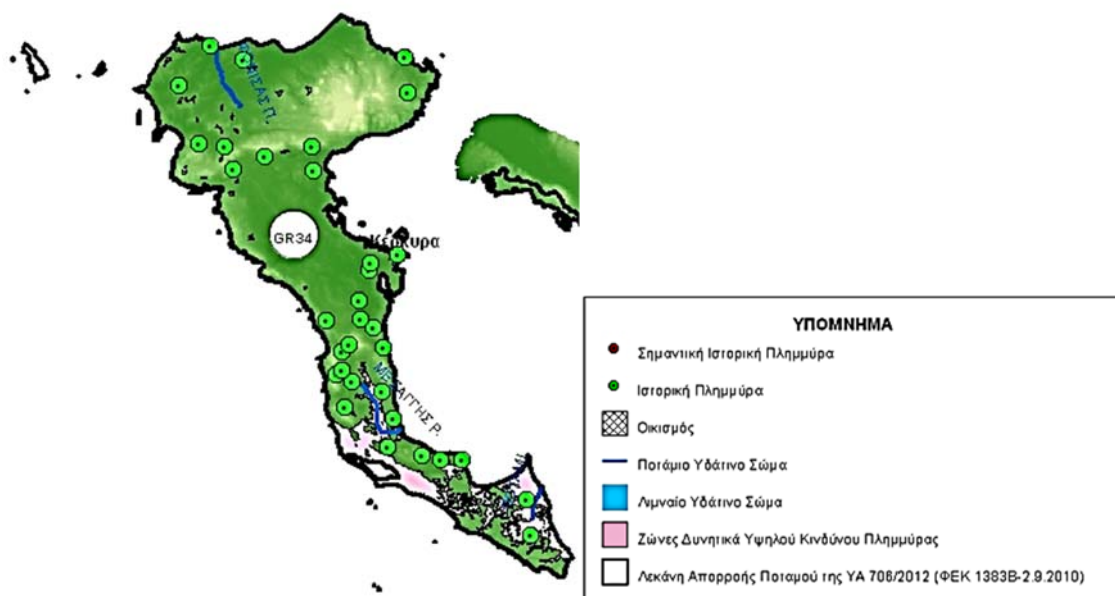 GR34
Κέρκυρα
ΜΕΣΑΓΓΗΣ Ρ.
ΥΠΟΜΝΗΜΑ
Σημαντική Ιστορική Πλημμύρα
Ιστορική Πλημμύρα
Οικισμός
Ποτάμιο Υδάτινο Σώμα
Λιμναίο Υδάτινο Σώμα
Ζώνες Δυνητικά Υψηλού Κινδύνου Πλημμύρας
Λεκάνη Απορροής Ποταμού της ΥΑ 706/2012 (ΦΕΚ 1383Β-2.9.2010)